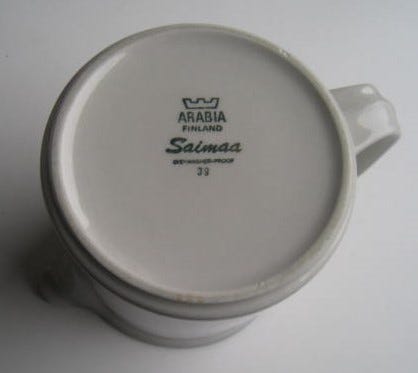 ARABIA
FINLAND
Saimaa
DISHWASHER-PROOF
39